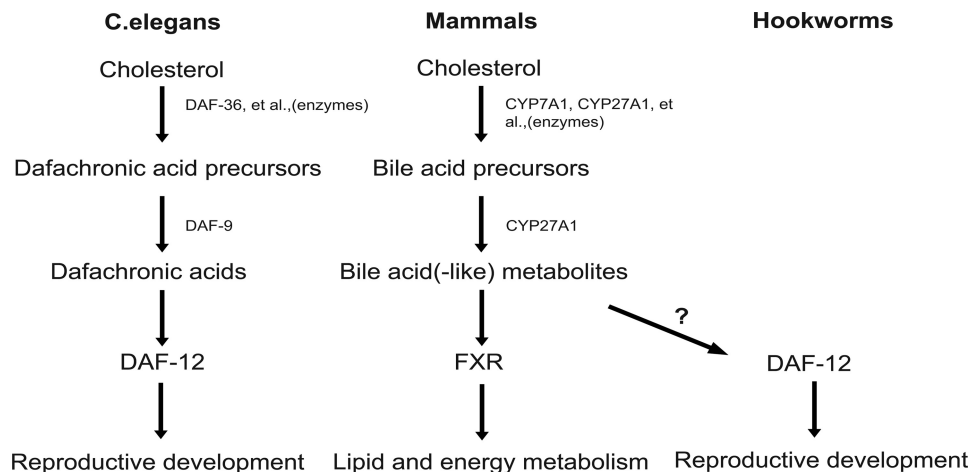 C.elegans
Mammals
Hookworms
Cholesterol
Cholesterol
DAF-36, et al.,(enzymes)
CYP7A1, CYP27A1, et
al.,(enzymes)
Dafachronic acid precursors
Bile acid precursors
DAF-9
CYP27A1
Dafachronic acids
Bile acid(-like) metabolites
?
DAF-12
FXR
DAF-12
Reproductive development
Lipid and energy metabolism
Reproductive development